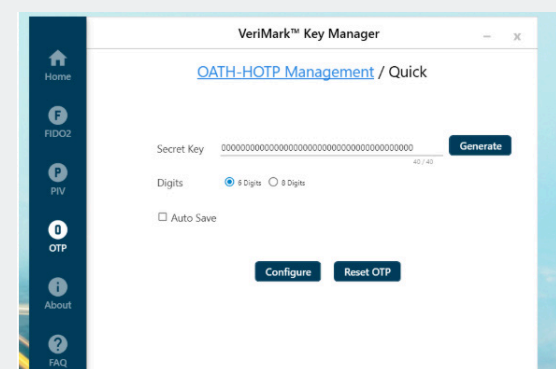 VeriMark™ Key Manager
– x
Home
FIDO2
PIV
OTP
About
FAQ
OATH-HOTP Management / Quick
Secret Key 0000000000000000000000000000000000000000 Generate
40 / 40
Digits 6 Digits 8 Digits
Auto Save
Configure Reset OTP